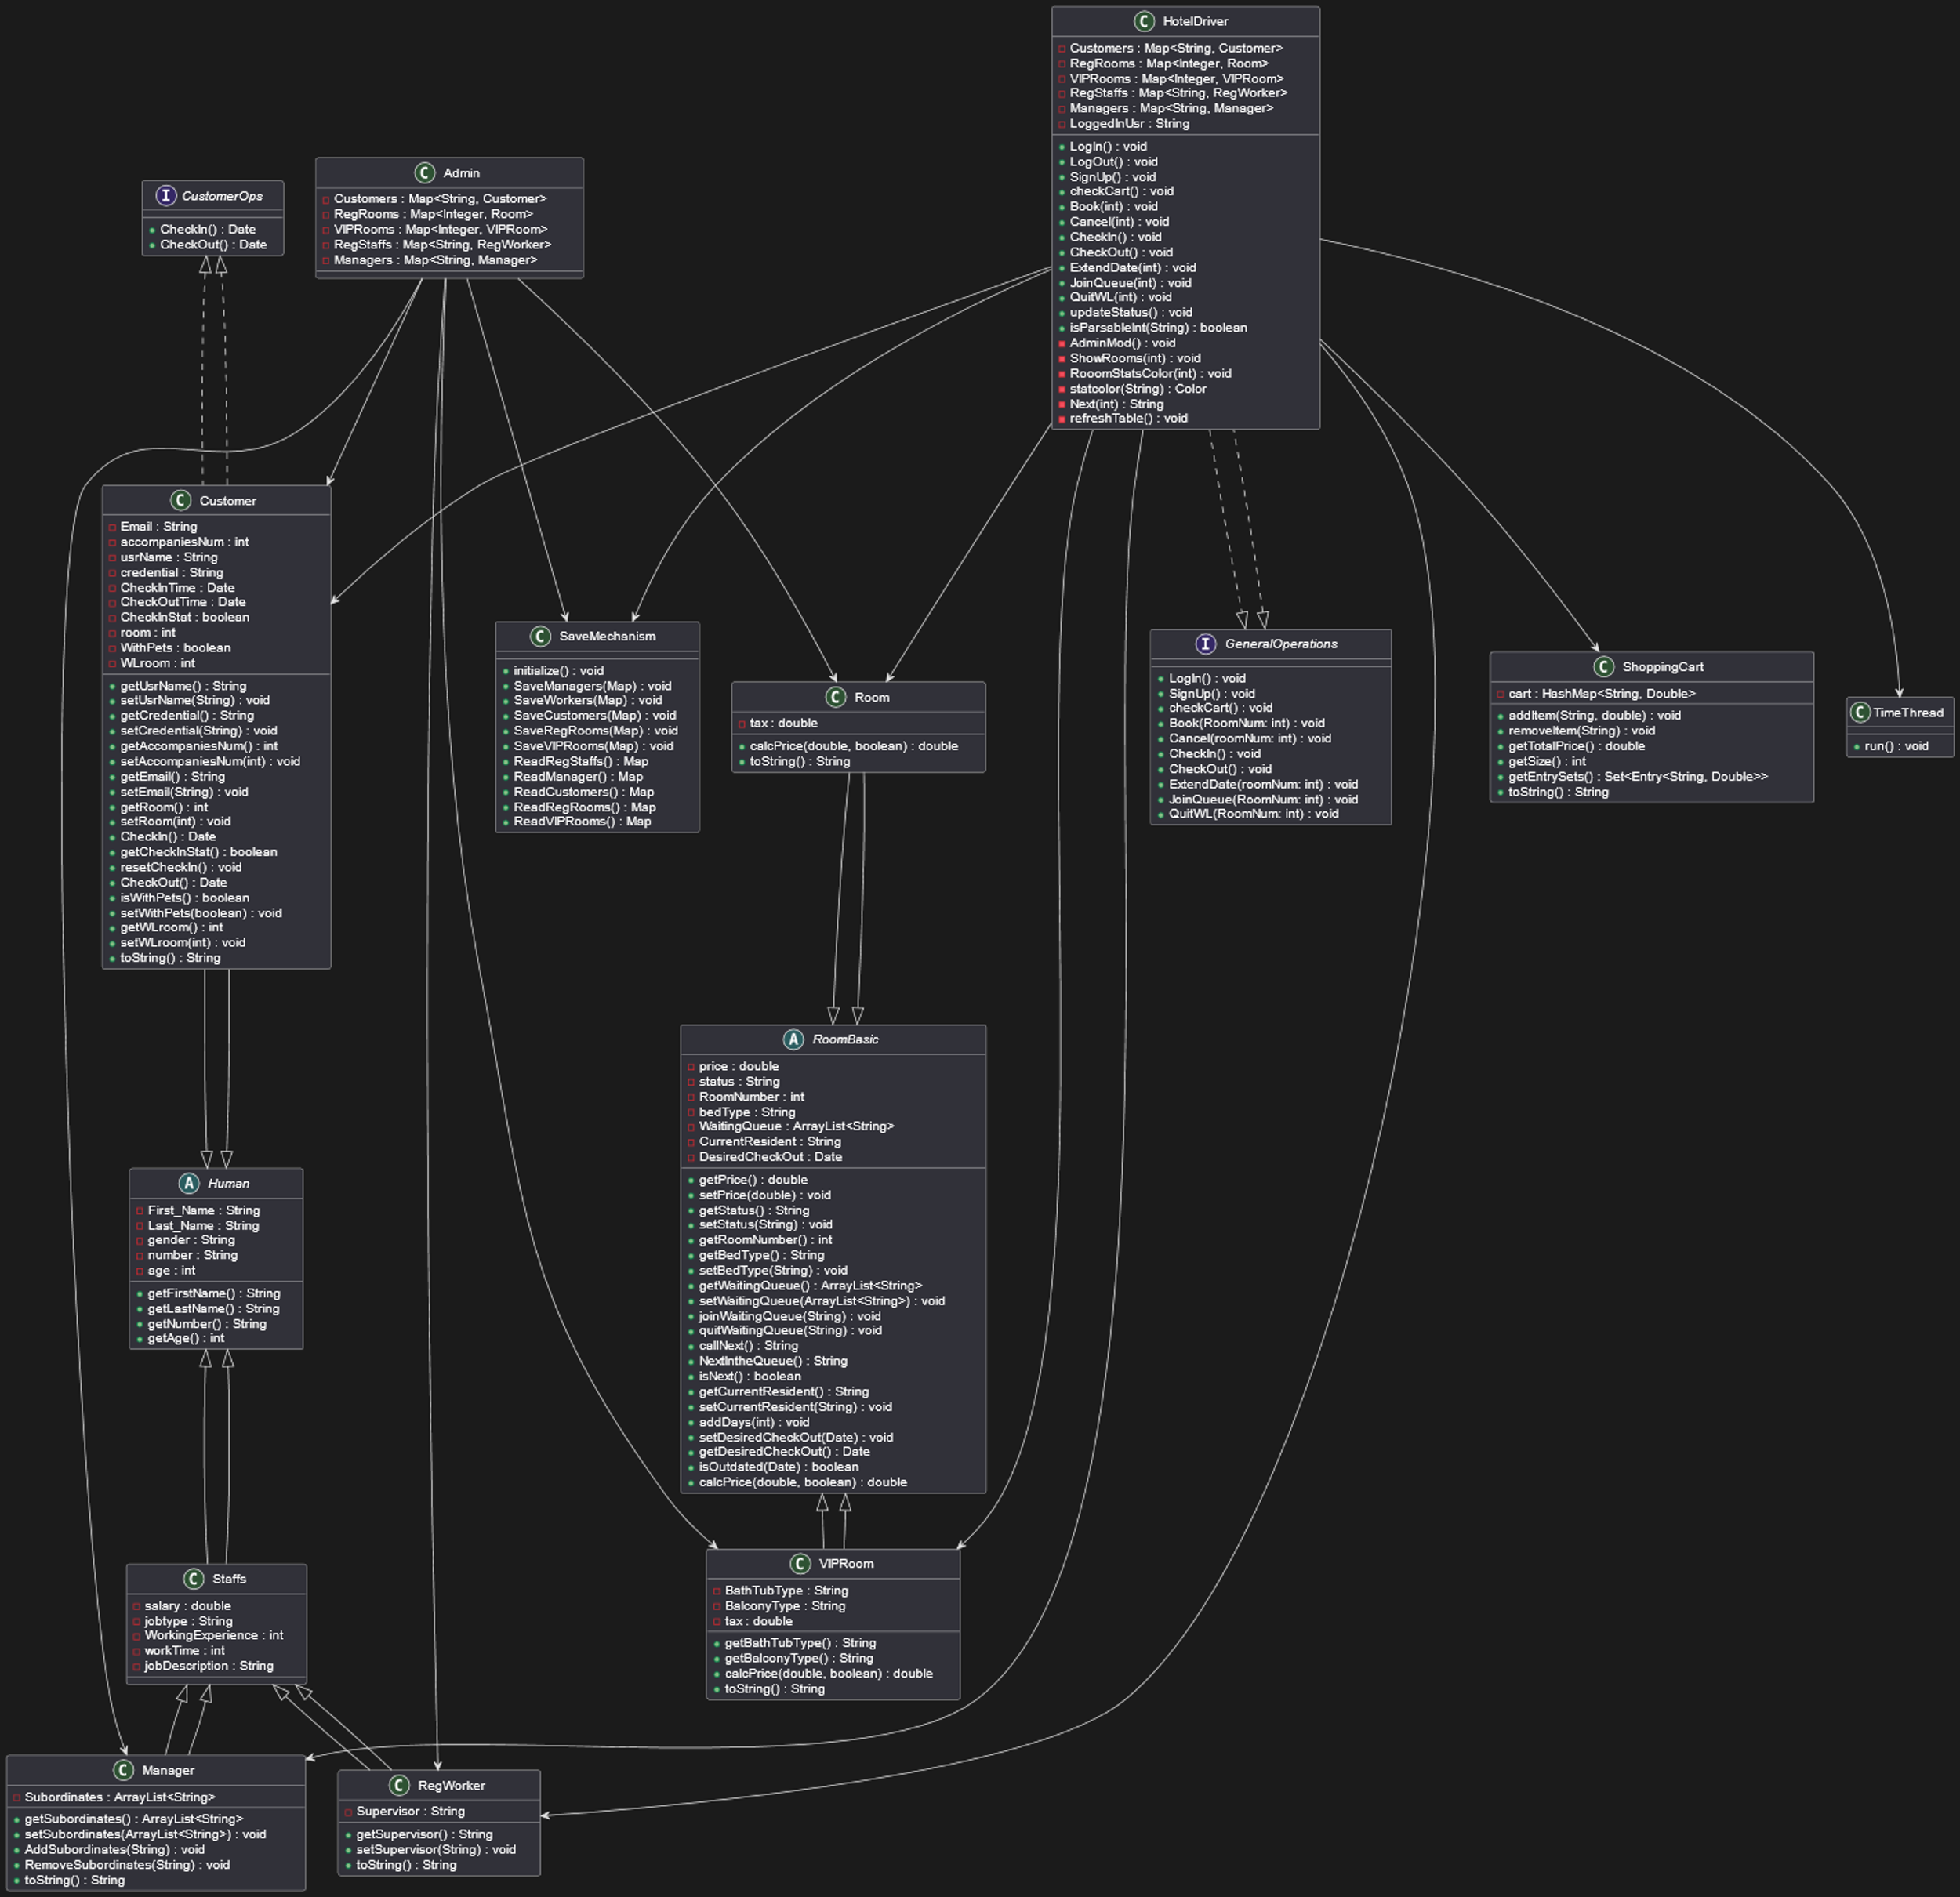 C HotelDriver
Customers : Map<String, Customer>
RegRooms : Map<Integer, Room>
VIPRooms : Map<Integer, VIPRoom>
RegStaffs : Map<String, RegWorker>
Managers : Map<String, Manager>
LoggedInUsr : String
LogIn() : void
LogOut() : void
SignUp() : void
checkCart() : void
Book(int) : void
Cancel(int) : void
CheckIn() : void
CheckOut() : void
ExtendDate(int) : void
JoinQueue(int) : void
QuitWL(int) : void
updateStatus() : void
isParsableInt(String) : boolean
AdminMod() : void
ShowRooms(int) : void
RooomStatsColor(int) : void
statcolor(String) : Color
Next(int) : String
refreshTable() : void
C Admin
Customers : Map<String, Customer>
RegRooms : Map<Integer, Room>
VIPRooms : Map<Integer, VIPRoom>
RegStaffs : Map<String, RegWorker>
Managers : Map<String, Manager>
I CustomerOps
CheckIn() : Date
CheckOut() : Date
C Customer
Email : String
accompaniesNum : int
usrName : String
credential : String
CheckInTime : Date
CheckOutTime : Date
CheckInStat : boolean
room : int
WithPets : boolean
WLroom : int
getUsrName() : String
setUsrName(String) : void
getCredential() : String
setCredential(String) : void
getAccompaniesNum() : int
setAccompaniesNum(int) : void
getEmail() : String
setEmail(String) : void
getRoom() : int
setRoom(int) : void
CheckIn() : Date
getCheckInStat() : boolean
resetCheckIn() : void
CheckOut() : Date
isWithPets() : boolean
setWithPets(boolean) : void
getWLroom() : int
setWLroom(int) : void
toString() : String
C SaveMechanism
initialize() : void
SaveManagers(Map) : void
SaveWorkers(Map) : void
SaveCustomers(Map) : void
SaveRegRooms(Map) : void
SaveVIPRooms(Map) : void
ReadRegStaffs() : Map
ReadManager() : Map
ReadCustomers() : Map
ReadRegRooms() : Map
ReadVIPRooms() : Map
C Room
tax : double
calcPrice(double, boolean) : double
toString() : String
I GeneralOperations
LogIn() : void
SignUp() : void
checkCart() : void
Book(RoomNum: int) : void
Cancel(roomNum: int) : void
CheckIn() : void
CheckOut() : void
ExtendDate(roomNum: int) : void
JoinQueue(RoomNum: int) : void
QuitWL(RoomNum: int) : void
C ShoppingCart
cart : HashMap<String, Double>
addItem(String, double) : void
removeItem(String) : void
getTotalPrice() : double
getSize() : int
getEntrySets() : Set<Entry<String, Double>>
toString() : String
C TimeThread
run() : void
A RoomBasic
price : double
status : String
RoomNumber : int
bedType : String
WaitingQueue : ArrayList<String>
CurrentResident : String
DesiredCheckOut : Date
getPrice() : double
setPrice(double) : void
getStatus() : String
setStatus(String) : void
getRoomNumber() : int
getBedType() : String
setBedType(String) : void
getWaitingQueue() : ArrayList<String>
setWaitingQueue(ArrayList<String>) : void
joinWaitingQueue(String) : void
quitWaitingQueue(String) : void
callNext() : String
NextIntheQueue() : String
isNext() : boolean
getCurrentResident() : String
setCurrentResident(String) : void
addDays(int) : void
setDesiredCheckOut(Date) : void
getDesiredCheckOut() : Date
isOutdated(Date) : boolean
calcPrice(double, boolean) : double
A Human
First_Name : String
Last_Name : String
gender : String
number : String
age : int
getFirstName() : String
getLastName() : String
getNumber() : String
getAge() : int
C Staffs
salary : double
jobtype : String
WorkingExperience : int
workTime : int
jobDescription : String
C VIPRoom
BathTubType : String
BalconyType : String
tax : double
getBathTubType() : String
getBalconyType() : String
calcPrice(double, boolean) : double
toString() : String
C Manager
Subordinates : ArrayList<String>
getSubordinates() : ArrayList<String>
setSubordinates(ArrayList<String>) : void
AddSubordinates(String) : void
RemoveSubordinates(String) : void
toString() : String
C RegWorker
Supervisor : String
getSupervisor() : String
setSupervisor(String) : void
toString() : String